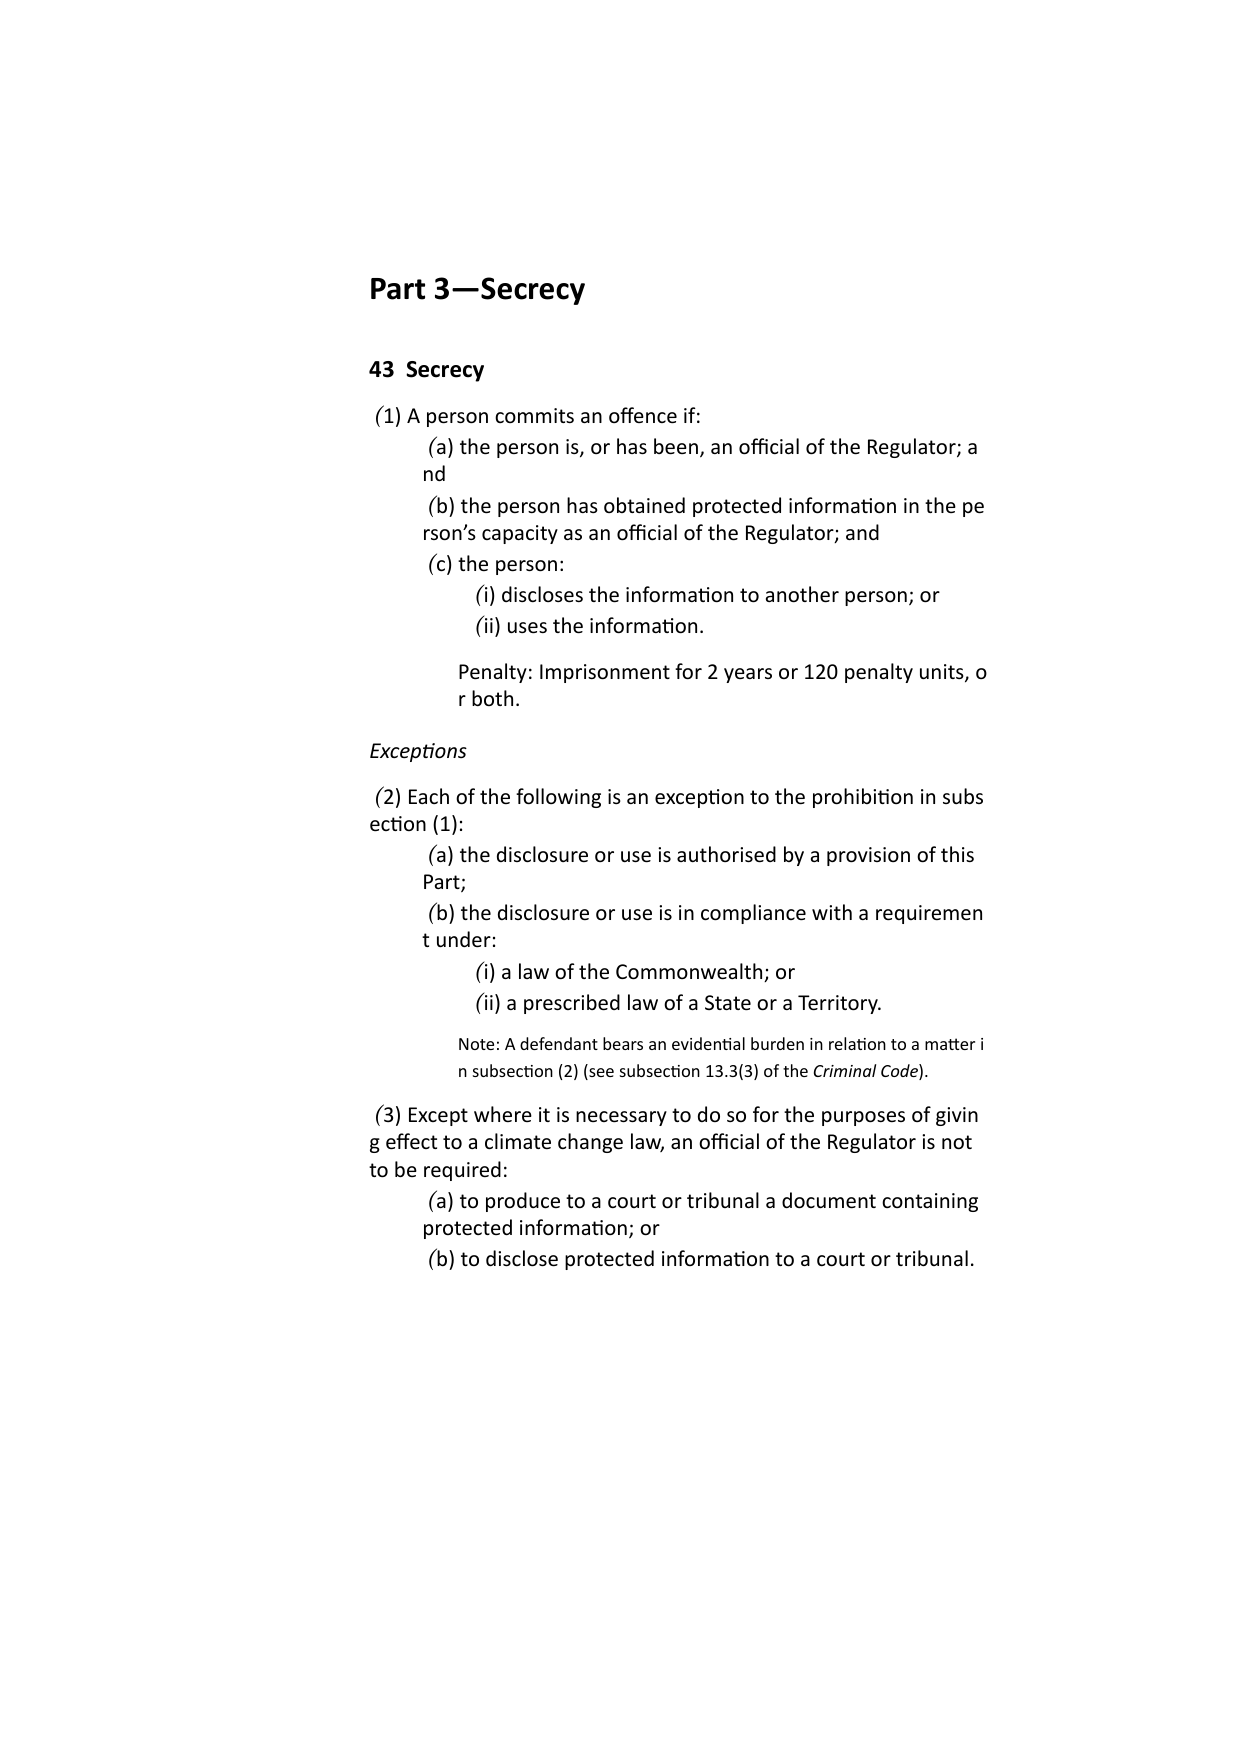 Part 3—Secrecy
43  Secrecy
(1) A person commits an offence if:
(a) the person is, or has been, an official of the Regulator; a
nd
(b) the person has obtained protected information in the pe
rson’s capacity as an official of the Regulator; and
(c) the person:
(i) discloses the information to another person; or
(ii) uses the information.
Penalty: Imprisonment for 2 years or 120 penalty units, o
r both.
Exceptions
(2) Each of the following is an exception to the prohibition in subs
ection (1):
(a) the disclosure or use is authorised by a provision of this
Part;
(b) the disclosure or use is in compliance with a requiremen
t under:
(i) a law of the Commonwealth; or
(ii) a prescribed law of a State or a Territory.
Note: A defendant bears an evidential burden in relation to a matter i
n subsection (2) (see subsection 13.3(3) of the Criminal Code).
(3) Except where it is necessary to do so for the purposes of givin
g effect to a climate change law, an official of the Regulator is not
to be required:
(a) to produce to a court or tribunal a document containing
protected information; or
(b) to disclose protected information to a court or tribunal.